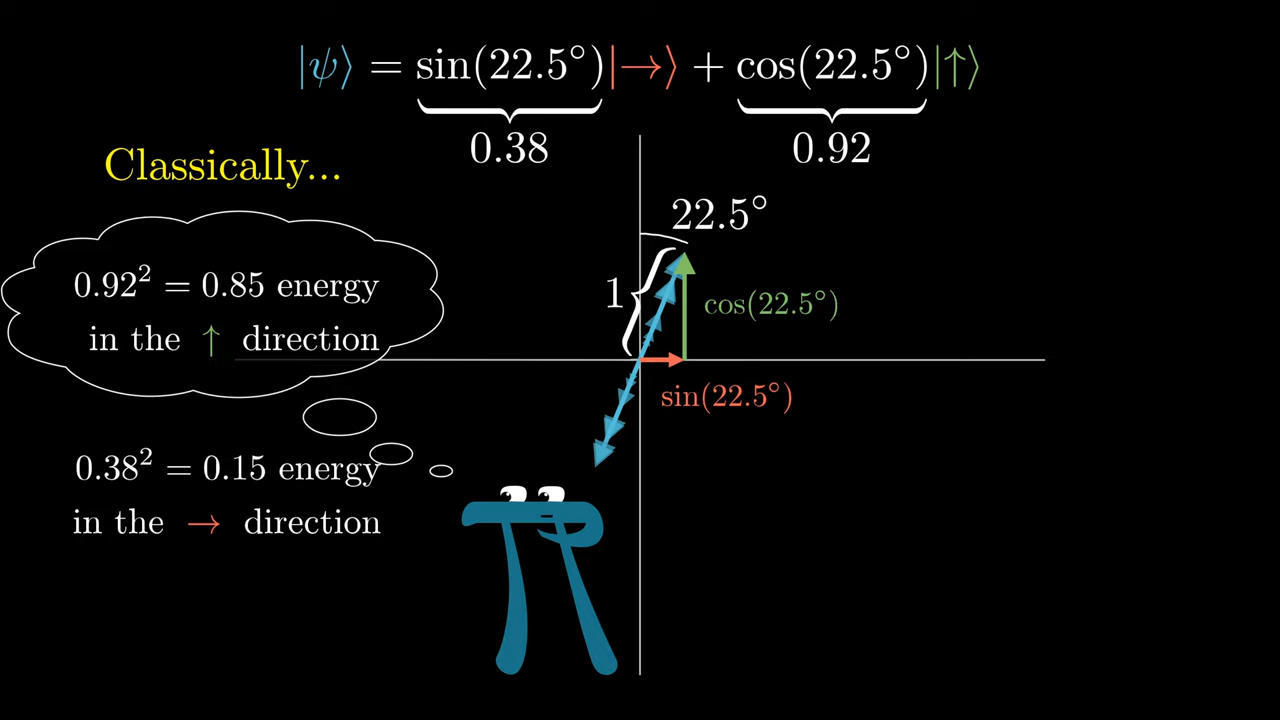 |ψ⟩ = sin(22.5°)|→⟩ + cos(22.5°)|↑⟩
0.38 0.92
Classically...
22.5°
0.92² = 0.85 energy
in the ↑ direction
1
cos(22.5°)
sin(22.5°)
0.38² = 0.15 energy
in the → direction